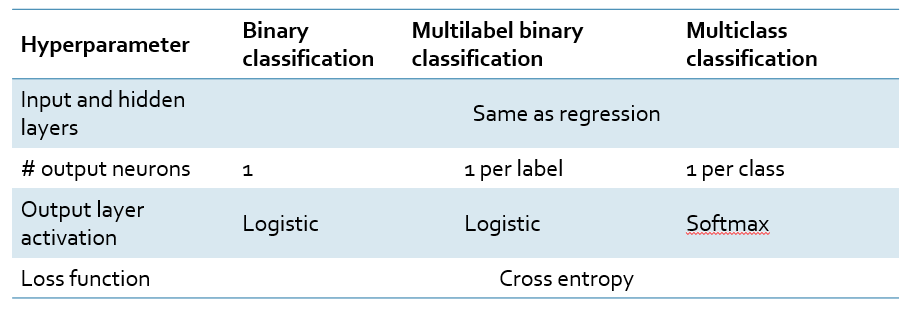 Hyperparameter Binary classification Multilabel binary classification Multiclass classification
Input and hidden layers Same as regression
# output neurons 1 1 per label 1 per class
Output layer activation Logistic Logistic Softmax
Loss function Cross entropy